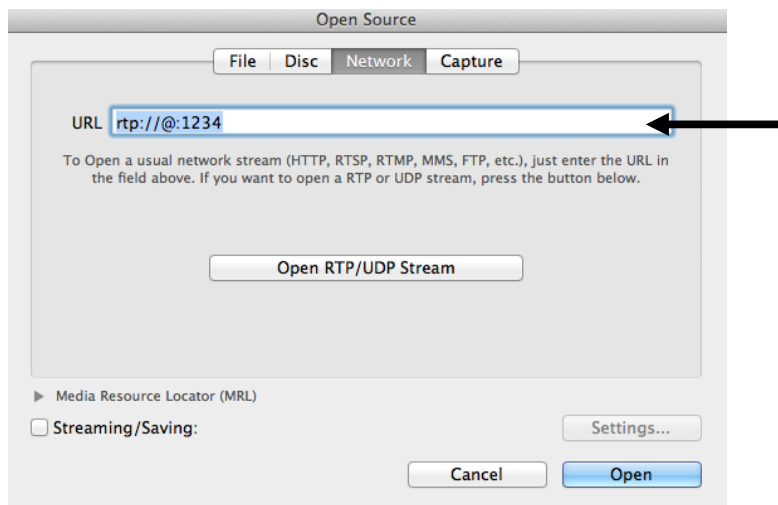 Open Source
File Disc Network Capture
URL rtp://@:1234
To Open a usual network stream (HTTP, RTSP, RTMP, MMS, FTP, etc.), just enter the URL in
the field above. If you want to open a RTP or UDP stream, press the button below.
Open RTP/UDP Stream
Media Resource Locator (MRL)
Streaming/Saving:
Settings...
Cancel
Open